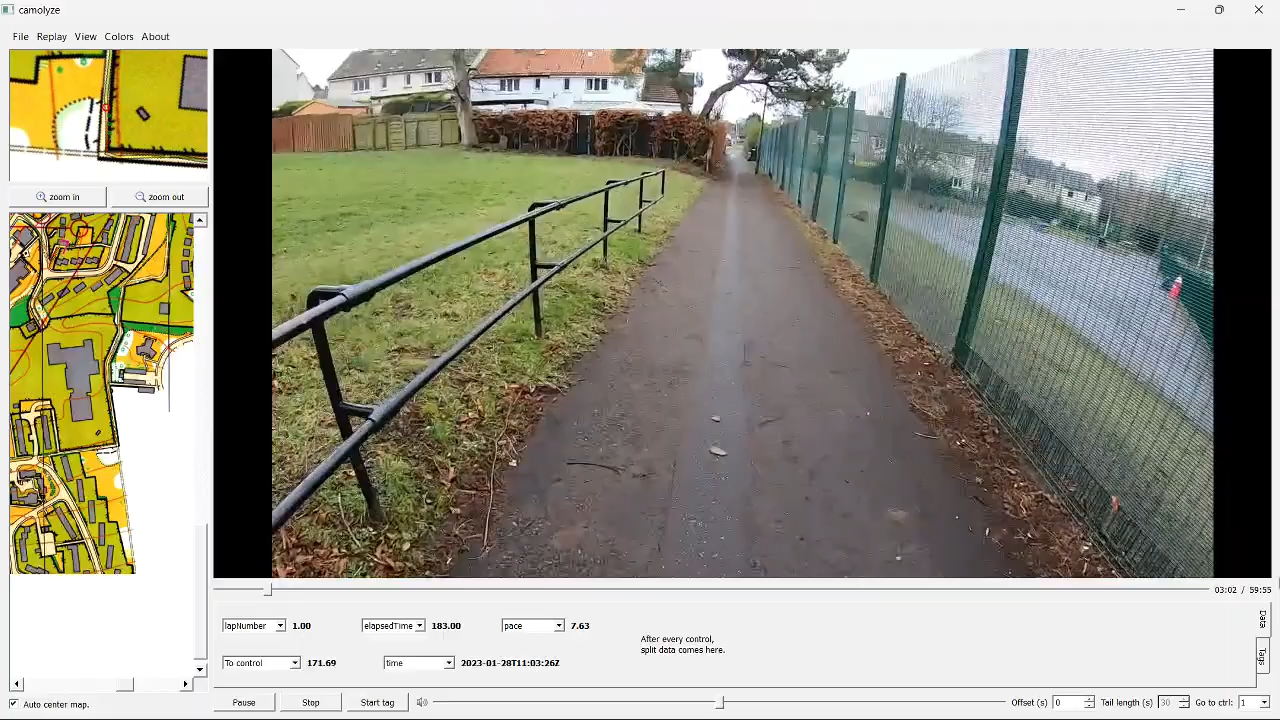 camolyze
File Replay View Colors About
zoom in zoom out
03:02 / 59:55
lapNumber 1.00 elapsedTime 183.00 pace 7.63
After every control,
split data comes here.
To control 171.69 time 2023-01-28T11:03:26Z
Data
Tags
Auto center map.
Pause Stop Start tag Offset (s) 0 Tail length (s) 30 Go to ctrl: 1